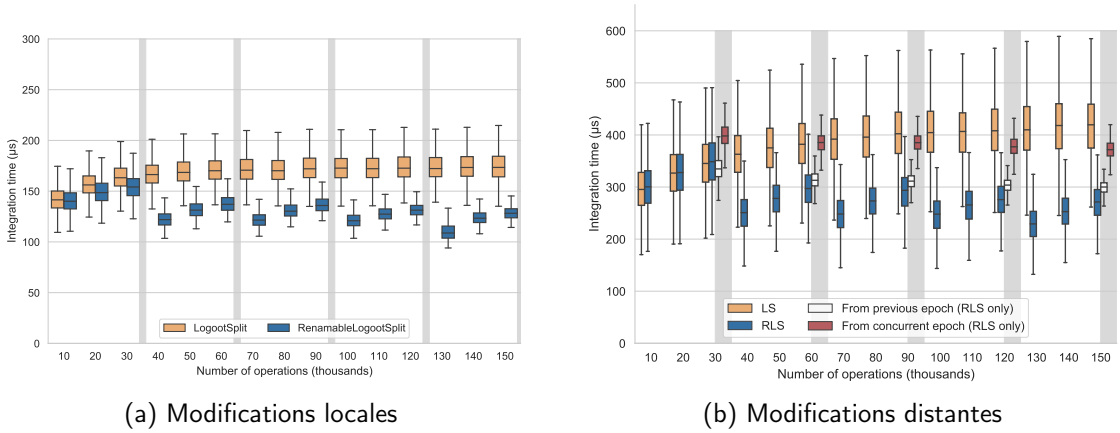 300
250
200
150
100
50
0
Integration time (µs)
LogootSplit
RenamableLogootSplit
10 20 30 40 50 60 70 80 90 100 110 120 130 140 150
Number of operations (thousands)
(a) Modifications locales
600
500
400
300
200
100
0
Integration time (µs)
LS
RLS
From previous epoch (RLS only)
From concurrent epoch (RLS only)
10 20 30 40 50 60 70 80 90 100 110 120 130 140 150
Number of operations (thousands)
(b) Modifications distantes